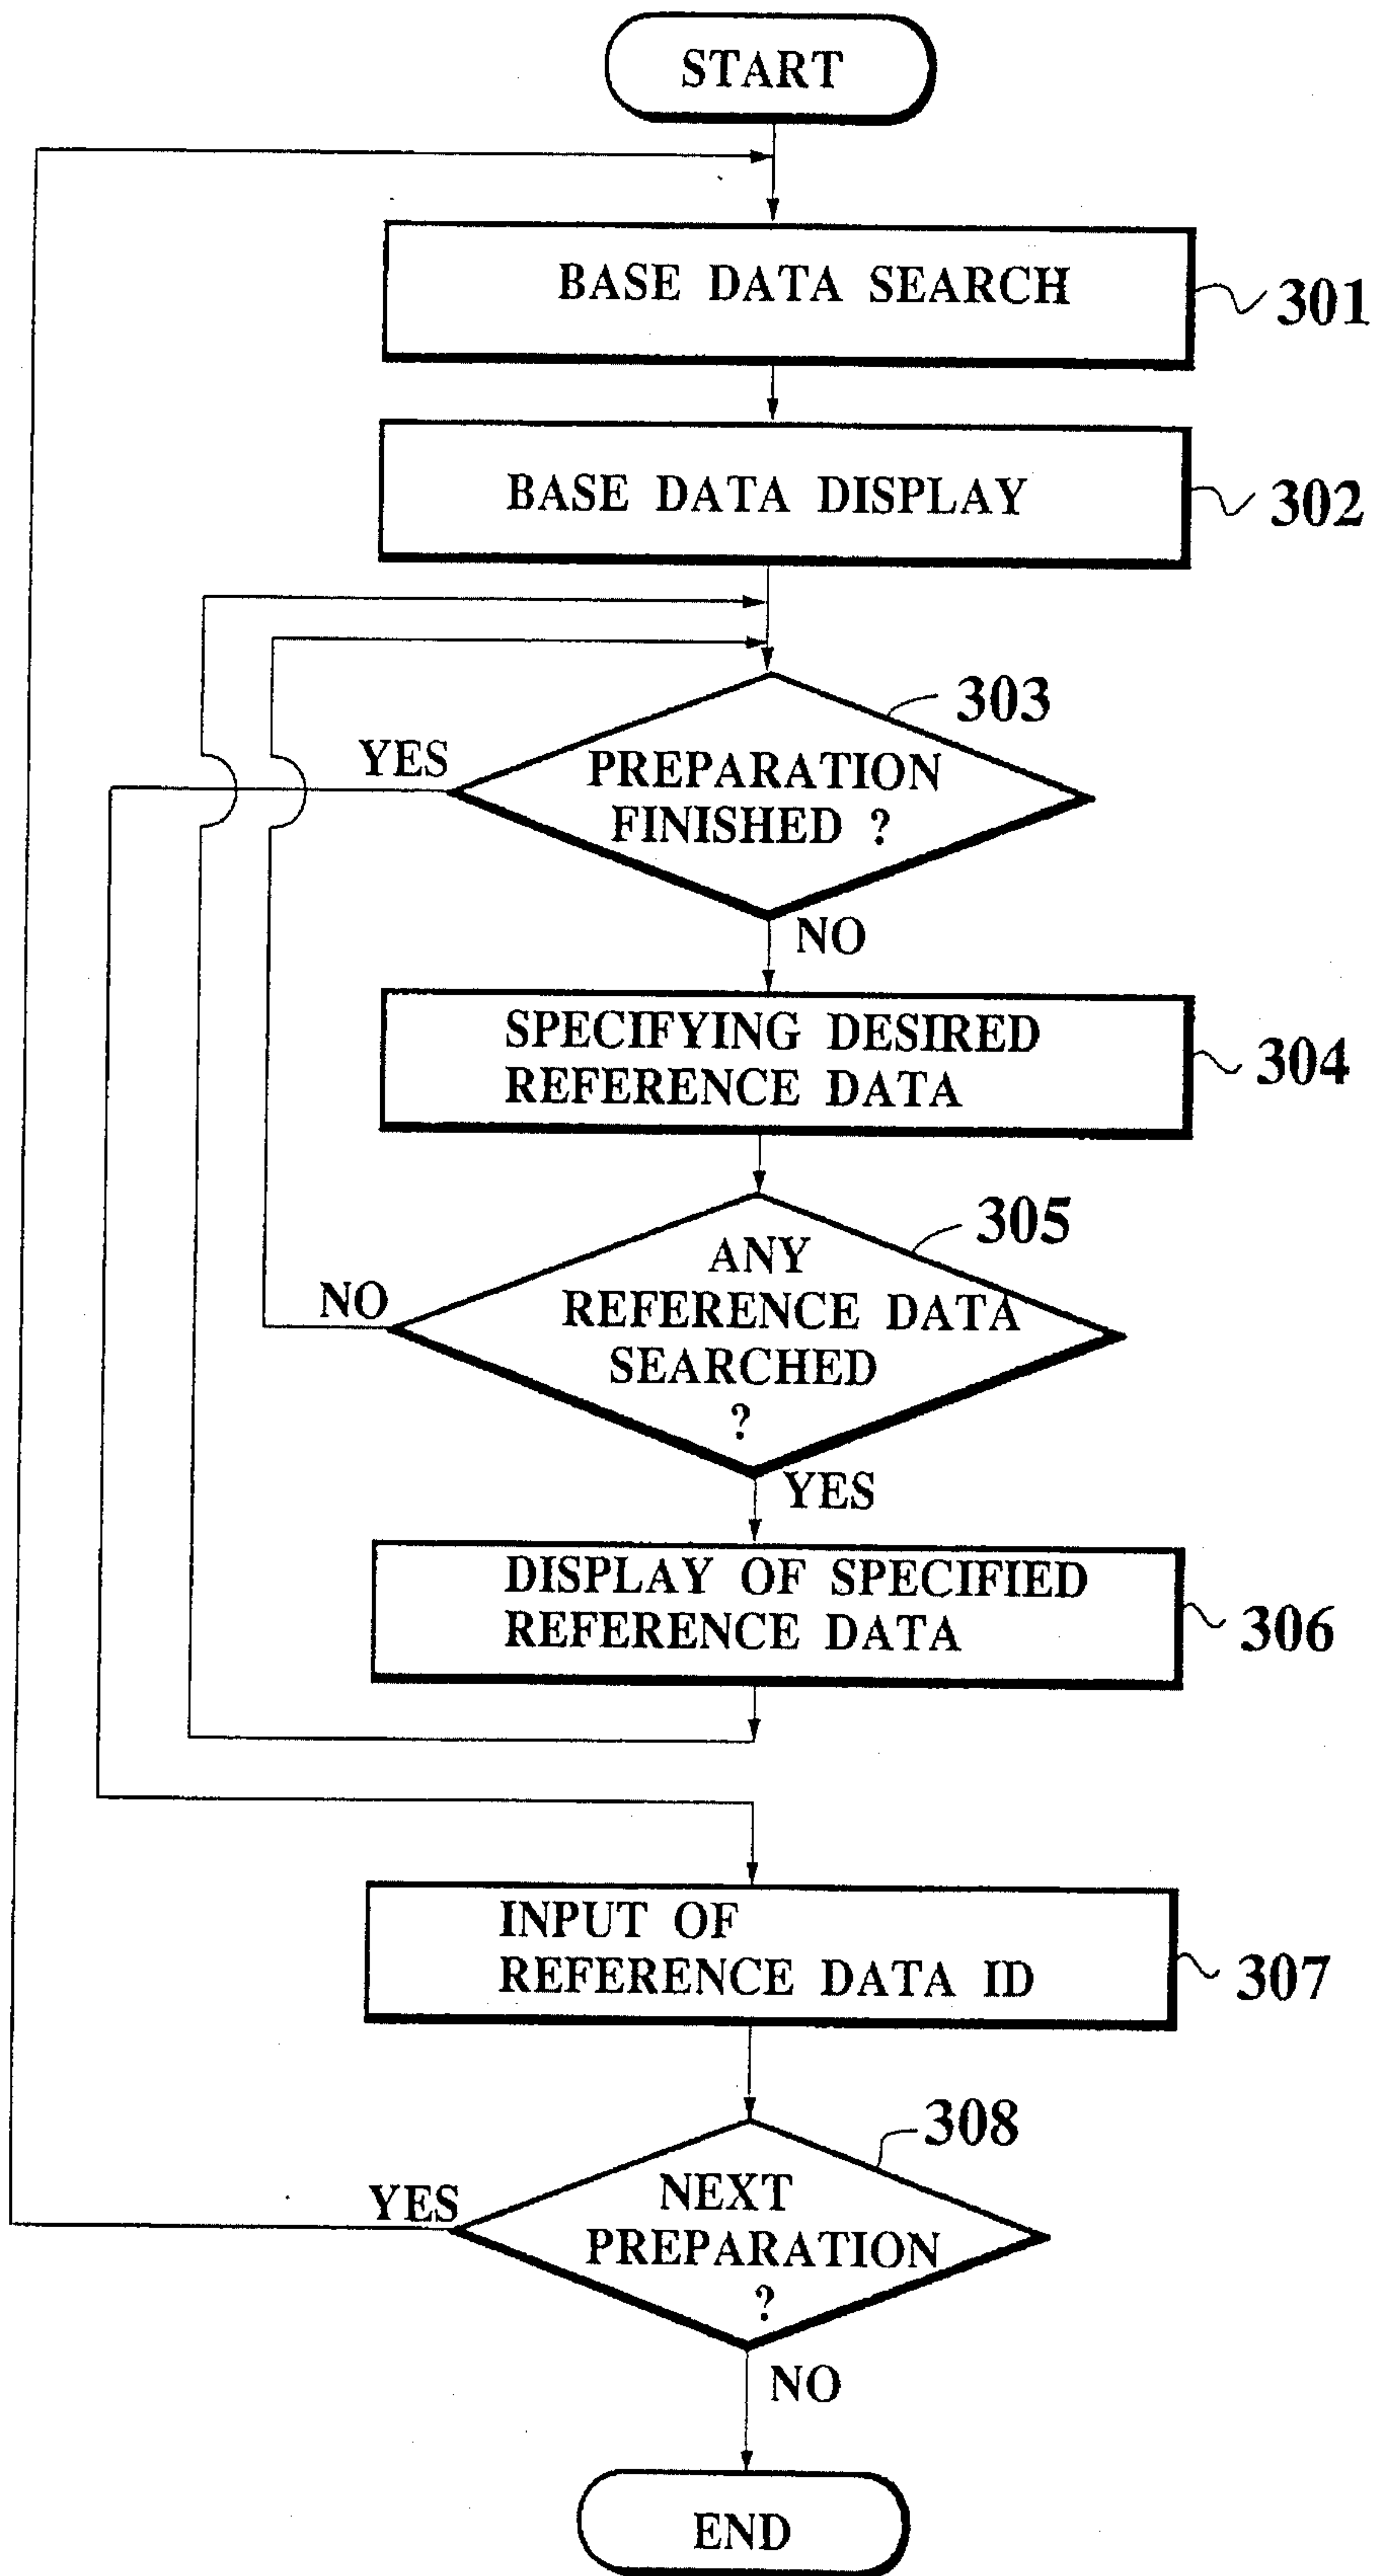 START
BASE DATA SEARCH
301
BASE DATA DISPLAY
302
303
YES
PREPARATION
FINISHED ?
NO
SPECIFYING DESIRED
REFERENCE DATA
304
305
ANY
NO
REFERENCE DATA
SEARCHED
?
YES
DISPLAY OF SPECIFIED
REFERENCE DATA
306
INPUT OF
REFERENCE DATA ID
307
308
YES
NEXT
PREPARATION
?
NO
END